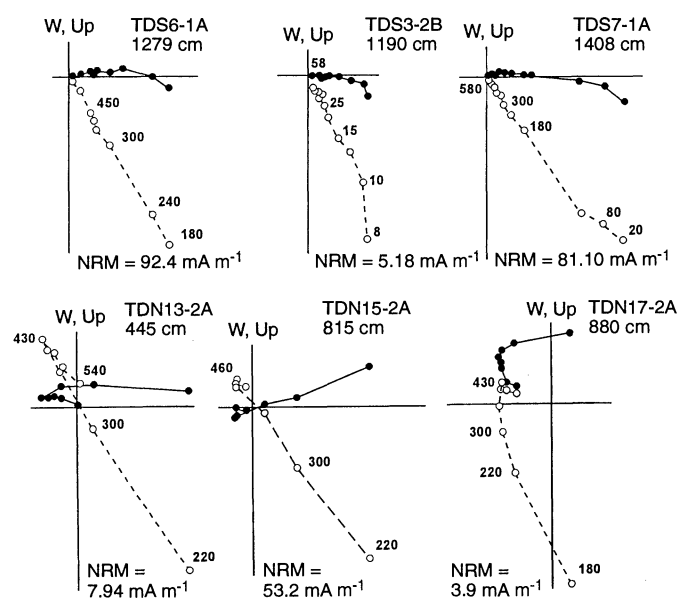 W, Up
TDS6-1A
1279 cm
450
300
240
180
NRM = 92.4 mA m-1
W, Up
TDS3-2B
1190 cm
58
25
15
10
8
NRM = 5.18 mA m-1
W, Up
TDS7-1A
1408 cm
580
300
180
80
20
NRM = 81.10 mA m-1
W, Up
TDN13-2A
445 cm
430
540
300
220
NRM =
7.94 mA m-1
W, Up
TDN15-2A
815 cm
460
300
220
NRM =
53.2 mA m-1
W, Up
TDN17-2A
880 cm
430
300
220
180
NRM =
3.9 mA m-1